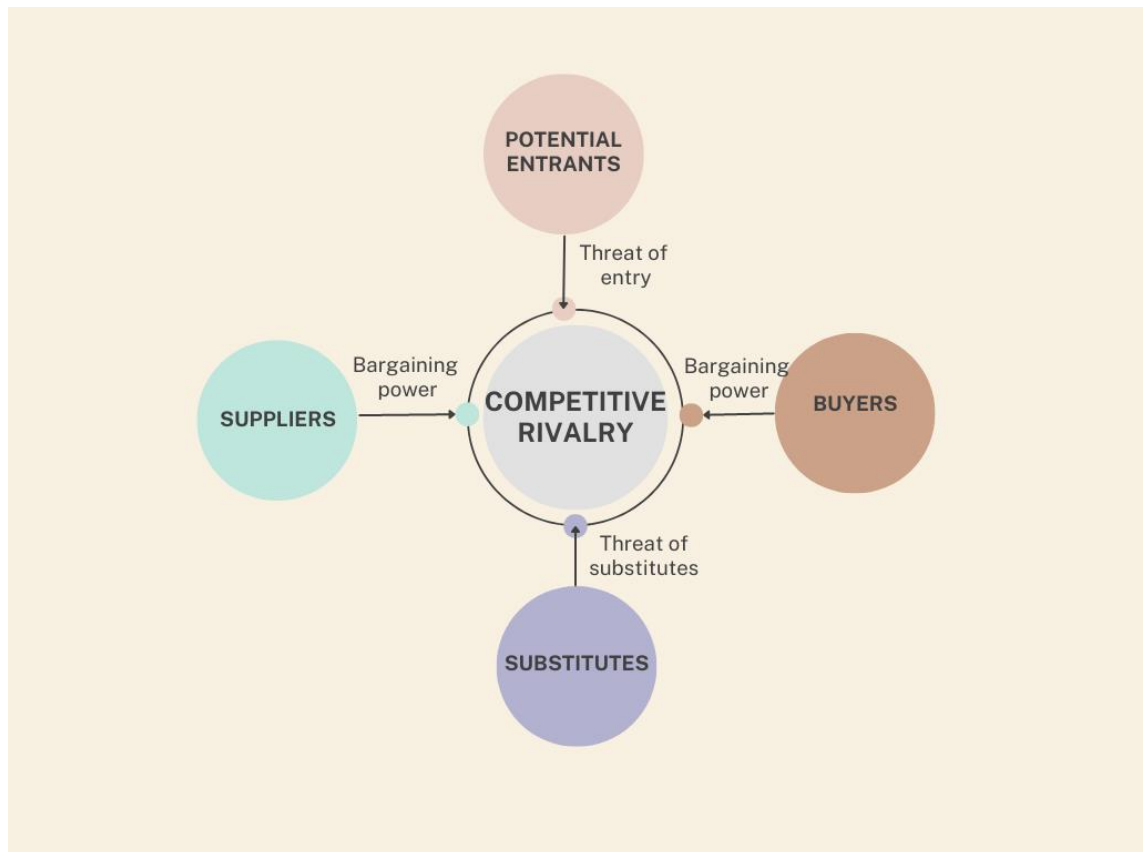 POTENTIAL
ENTRANTS
Threat of
entry
Bargaining
power
SUPPLIERS
COMPETITIVE
RIVALRY
Bargaining
power
BUYERS
Threat of
substitutes
SUBSTITUTES